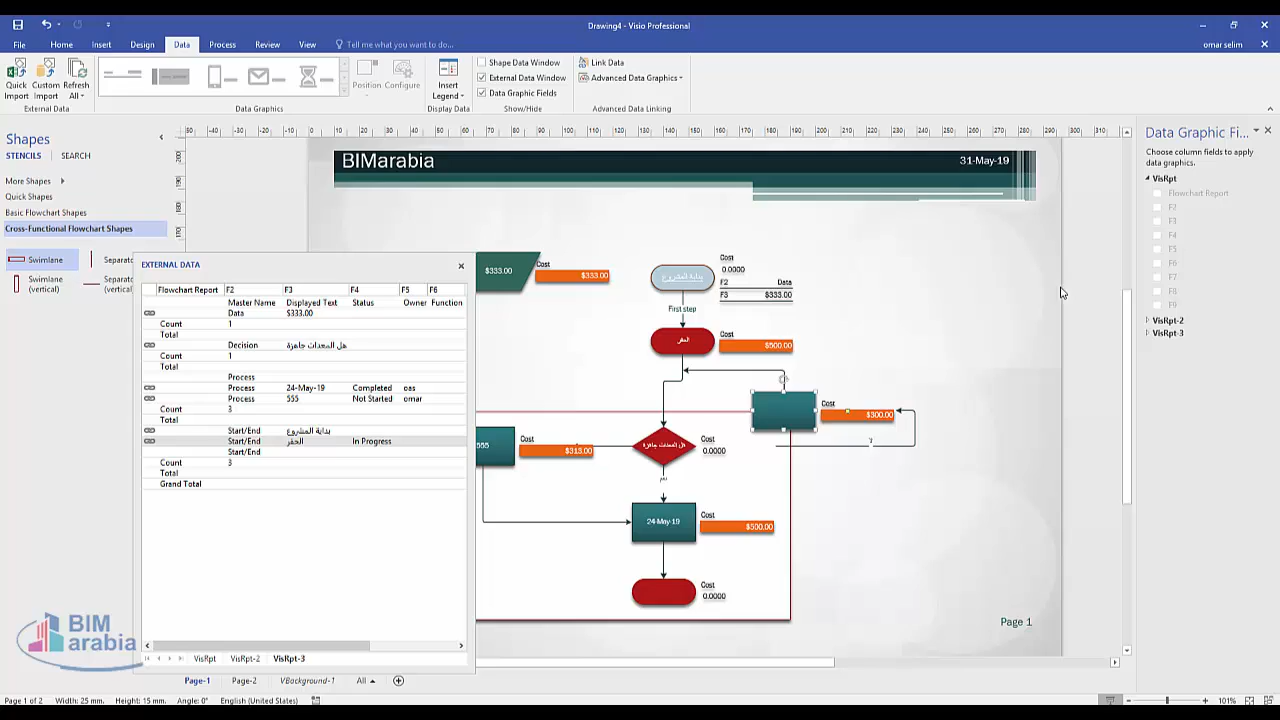 Drawing4 - Visio Professional
File Home Insert Design Data Process Review View Tell me what you want to do... omar selim
Quick Import
Custom Import
Refresh All
External Data
Data Graphics
Position
Configure
Insert Legend
Display Data
Shape Data Window
External Data Window
Data Graphic Fields
Show/Hide
Link Data
Advanced Data Graphics
Advanced Data Linking
Shapes
STENCILS SEARCH
More Shapes
Quick Shapes
Basic Flowchart Shapes
Cross-Functional Flowchart Shapes
Swimlane
Swimlane (vertical)
EXTERNAL DATA
Flowchart Report F2 F3 F4 F5 F6
Master Name Displayed Text Status Owner Function
Data $333.00
Count 1
Total
Decision هل المعدات جاهزة
Count 1
Total
Process
Process 24-May-19 Completed oas
Process 555 Not Started omar
Count 3
Total
Start/End بداية المشروع
Start/End الحفر In Progress
Start/End
Count 3
Total
Grand Total
VisRpt VisRpt-2 VisRpt-3
BIMarabia
31-May-19
$333.00
Cost
$333.00
بداية المشروع
Cost
0.0000
F2 Data
F3 $333.00
First step
الحفر
Cost
$500.00
Cost
$300.00
555
Cost
$313.00
هل المعدات جاهزة
Cost
0.0000
نعم
لا
24-May-19
Cost
$500.00
Cost
0.0000
Page 1
Data Graphic Fi...
Choose column fields to apply data graphics.
VisRpt
Flowchart Report
F2
F3
F4
F5
F6
F7
F8
F9
VisRpt-2
VisRpt-3
BIM
arabia
Page-1 Page-2 VBackground-1 All
Page 1 of 2 Width: 25 mm. Height: 15 mm. Angle: 0° English (United States) 101%